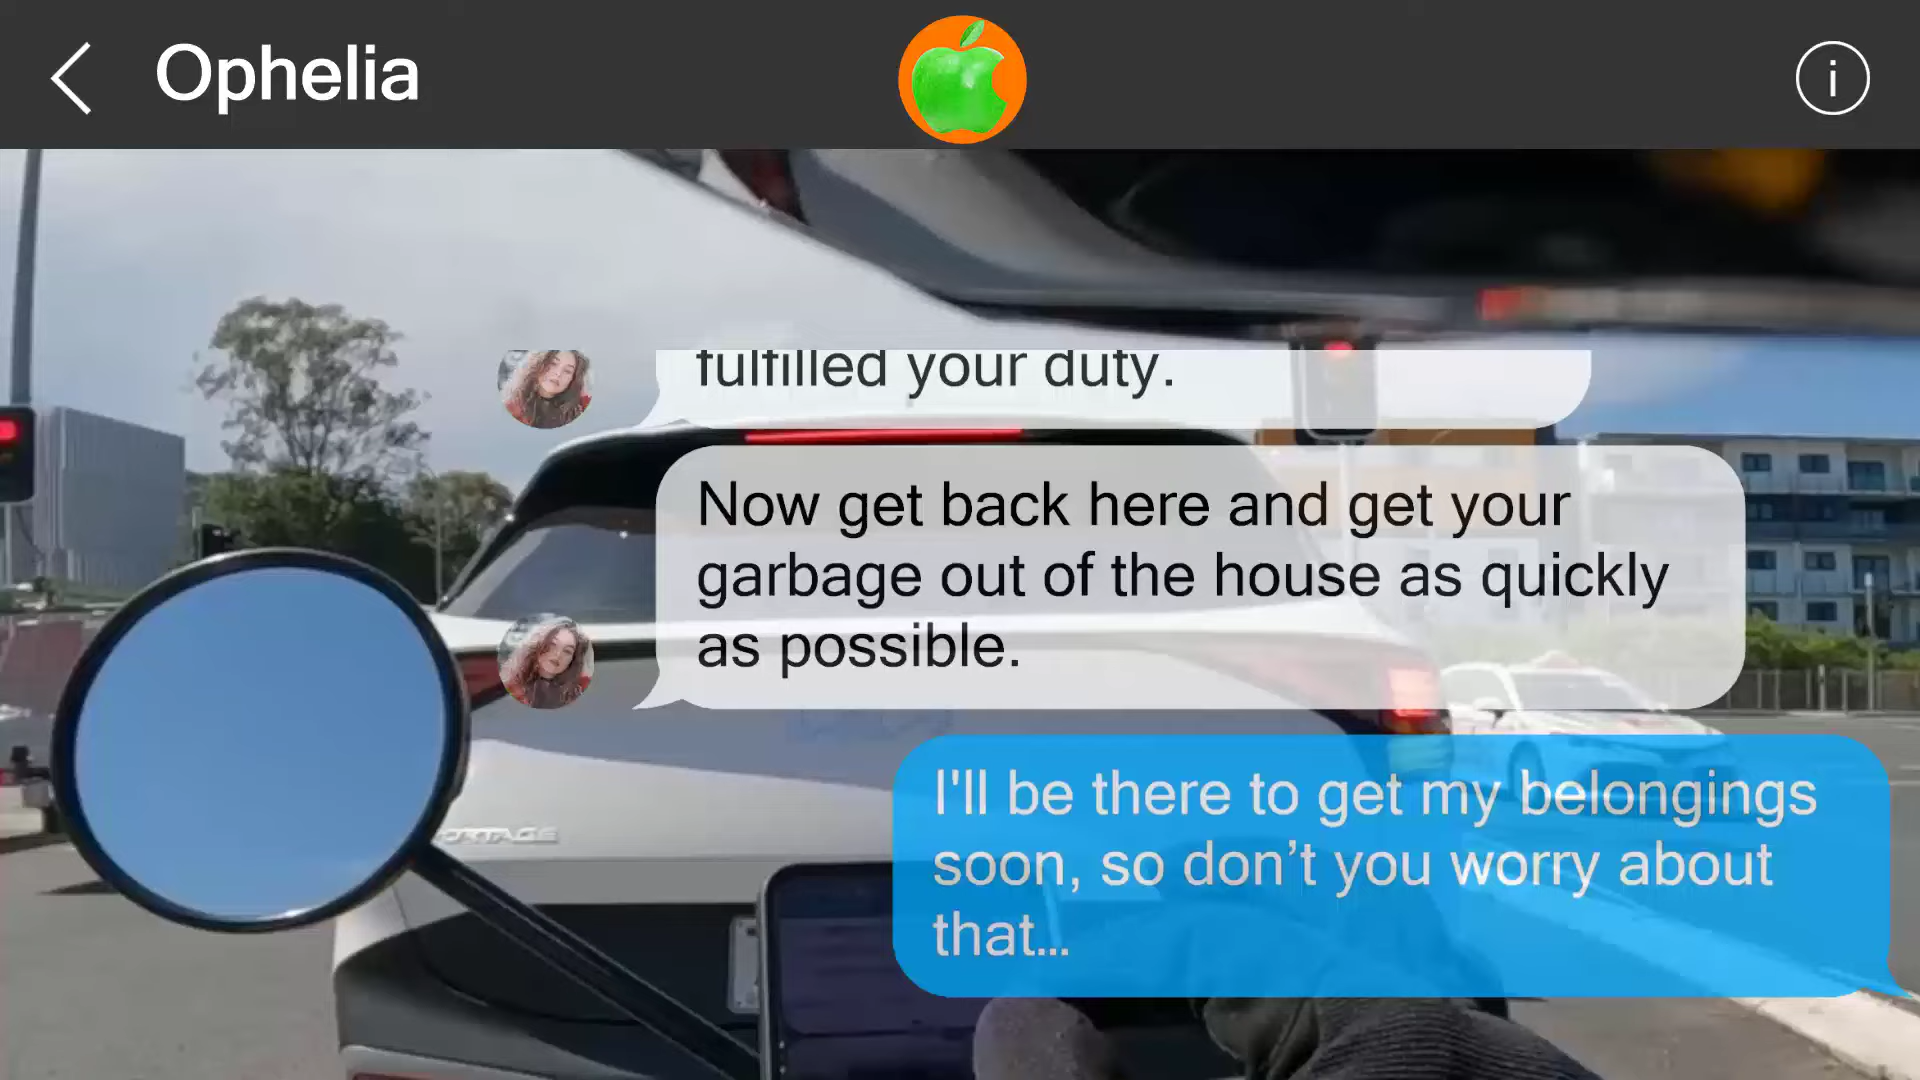 Ophelia
fulfilled your duty.
Now get back here and get your
garbage out of the house as quickly
as possible.
I'll be there to get my belongings
soon, so don’t you worry about
that...